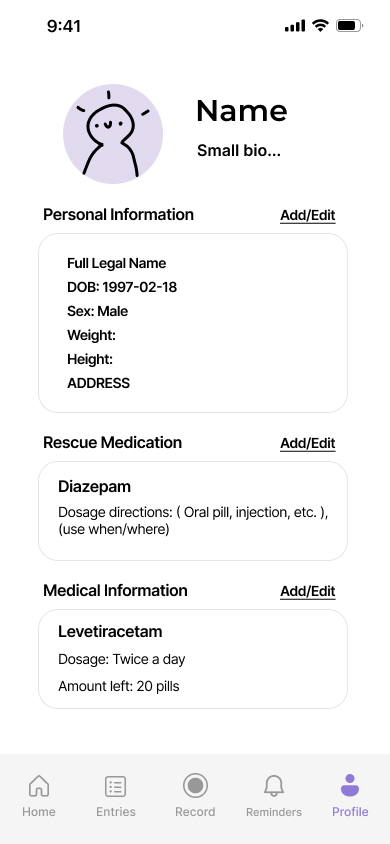 9:41
Name
Small bio...
Personal Information
Add/Edit
Full Legal Name
DOB: 1997-02-18
Sex: Male
Weight:
Height:
ADDRESS
Rescue Medication
Add/Edit
Diazepam
Dosage directions: ( Oral pill, injection, etc. ),
(use when/where)
Medical Information
Add/Edit
Levetiracetam
Dosage: Twice a day
Amount left: 20 pills
Home
Entries
Record
Reminders
Profile